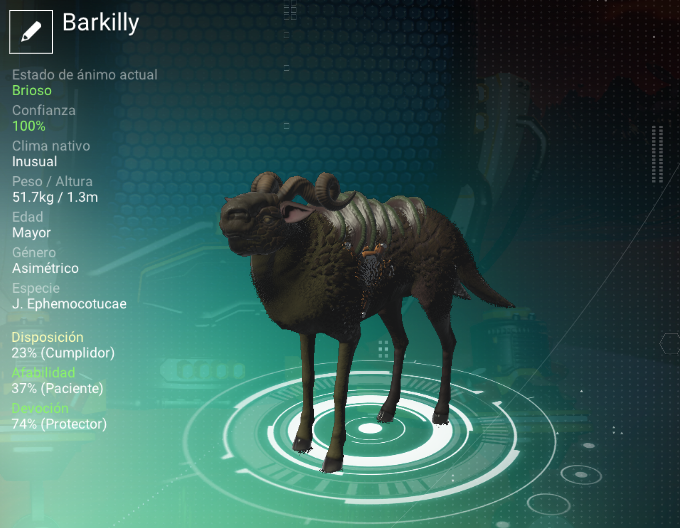 Barkilly
Estado de ánimo actual
Brioso
Confianza
100%
Clima nativo
Inusual
Peso / Altura
51.7kg / 1.3m
Edad
Mayor
Género
Asimétrico
Especie
J. Ephemocotucae
Disposición
23% (Cumplidor)
Afabilidad
37% (Paciente)
Devoción
74% (Protector)